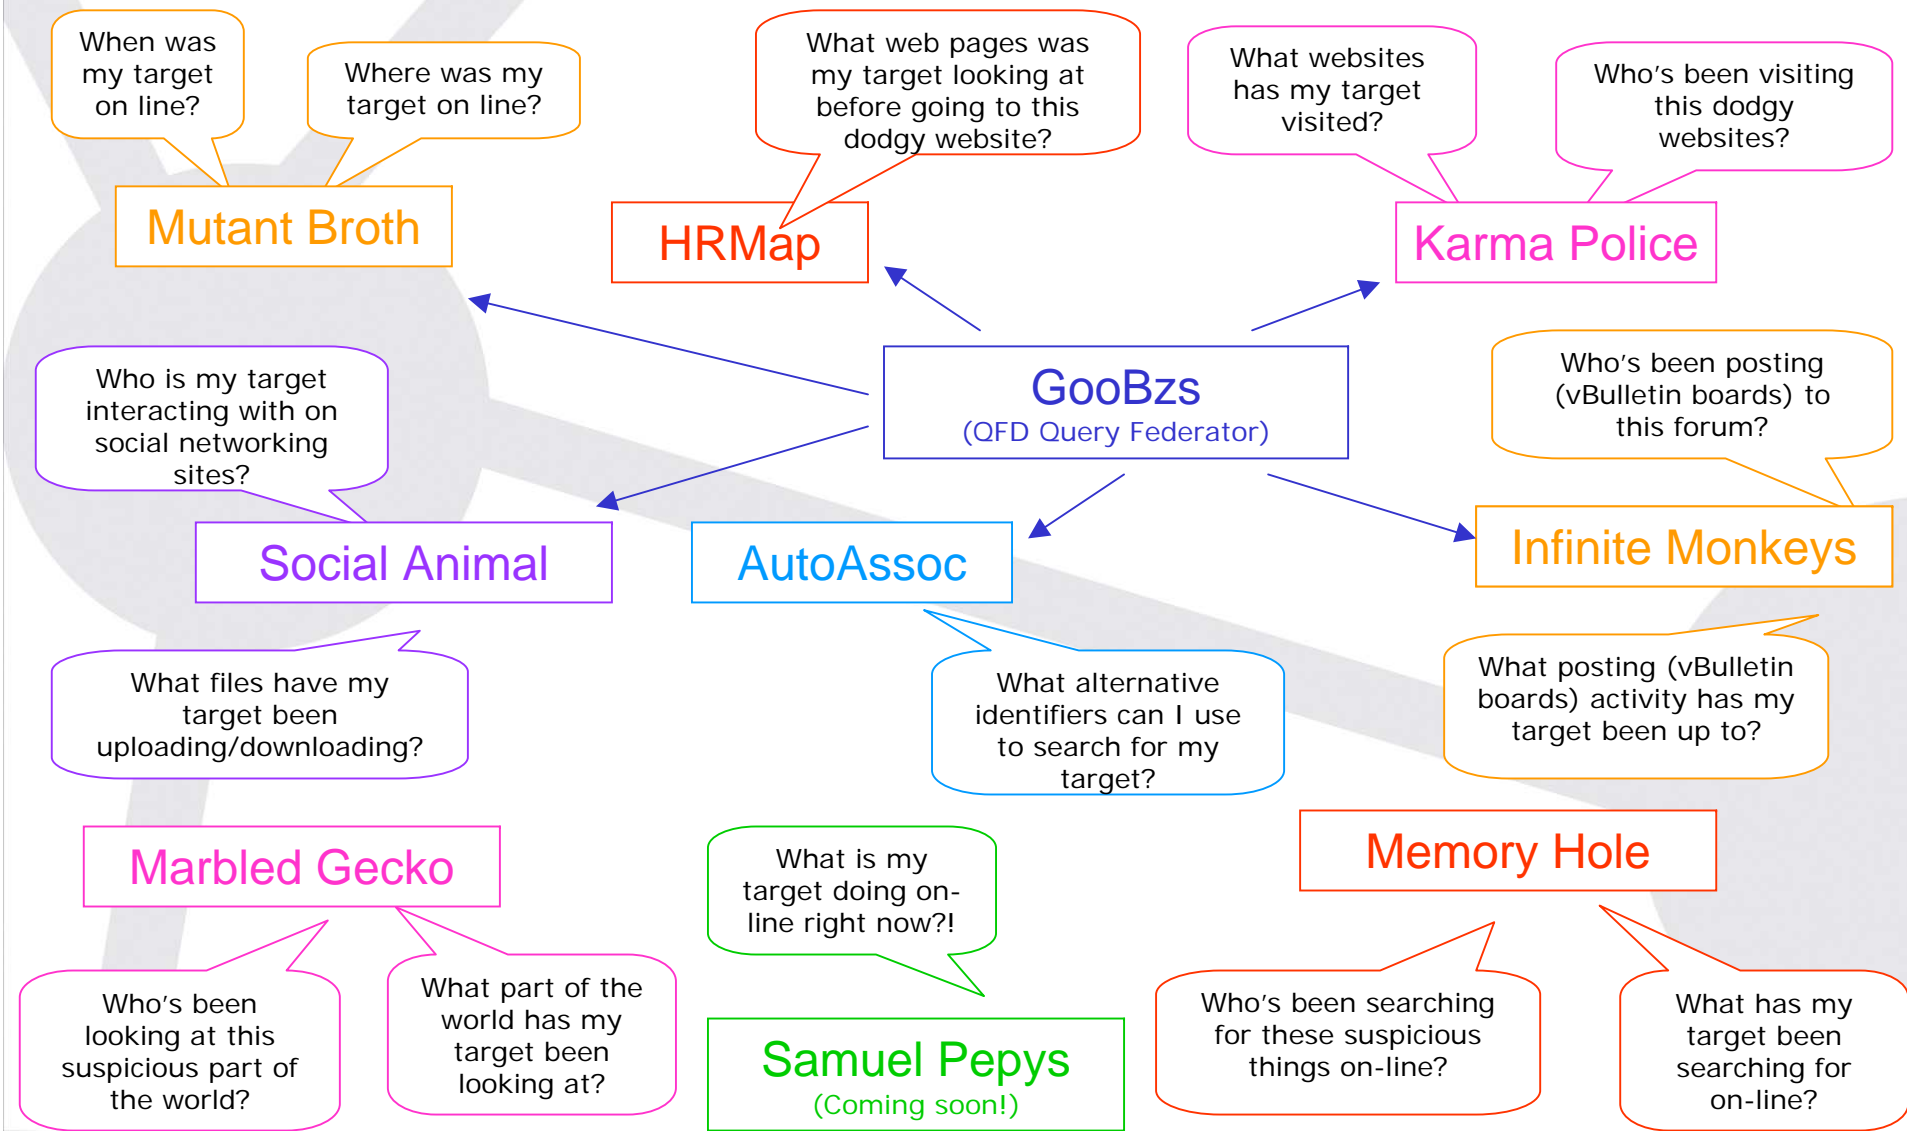 When was
my target
on line?
Where was my
target on line?
What web pages was
my target looking at
before going to this
dodgy website?
What websites
has my target
visited?
Who's been visiting
this dodgy
websites?
Mutant Broth
HRMap
Karma Police
GooBzs
(QFD Query Federator)
Who is my target
interacting with on
social networking
sites?
Who's been posting
(vBulletin boards) to
this forum?
Social Animal
AutoAssoc
Infinite Monkeys
What files have my
target been
uploading/downloading?
What alternative
identifiers can I use
to search for my
target?
What posting (vBulletin
boards) activity has my
target been up to?
Marbled Gecko
What is my
target doing on-
line right now?!
Memory Hole
Who's been
looking at this
suspicious part of
the world?
What part of the
world has my
target been
looking at?
Samuel Pepys
(Coming soon!)
Who's been searching
for these suspicious
things on-line?
What has my
target been
searching for
on-line?